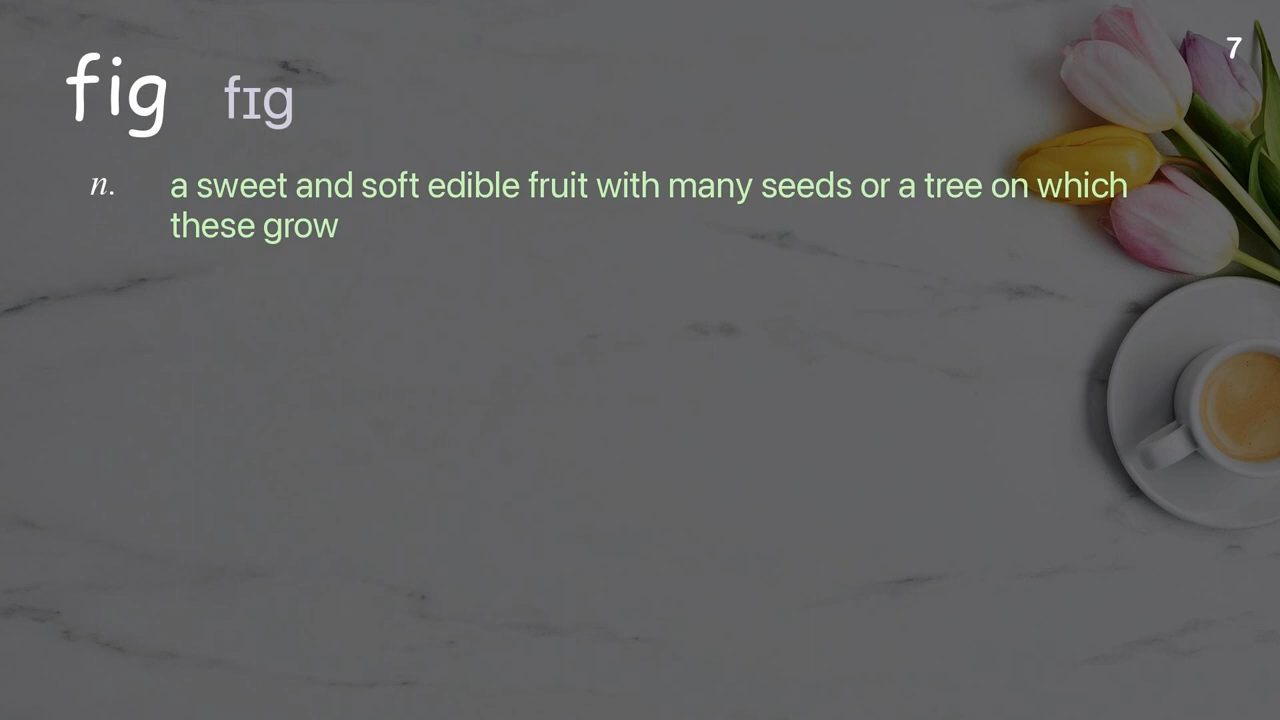 7
fig fɪg
n. a sweet and soft edible fruit with many seeds or a tree on which
these grow